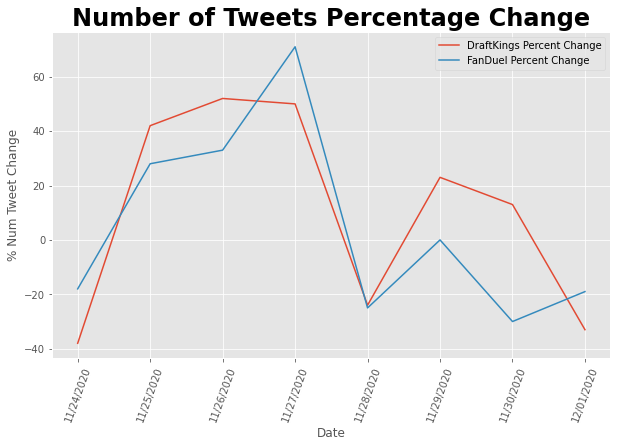 Number of Tweets Percentage Change
DraftKings Percent Change
FanDuel Percent Change
% Num Tweet Change
60
40
20
0
−20
−40
11/24/2020
11/25/2020
11/26/2020
11/27/2020
11/28/2020
11/29/2020
11/30/2020
12/01/2020
Date